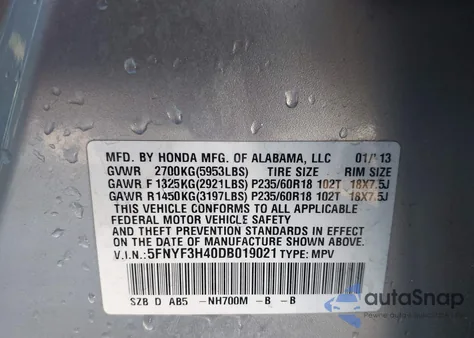 MFD. BY HONDA MFG. OF ALABAMA, LLC 01/'13
GVWR 2700KG(5953LBS) TIRE SIZE RIM SIZE
GAWR F 1325KG(2921LBS) P235/60R18 102T 18X7.5J
GAWR R1450KG(3197LBS) P235/60R18 102T 18X7.5J
THIS VEHICLE CONFORMS TO ALL APPLICABLE
FEDERAL MOTOR VEHICLE SAFETY
AND THEFT PREVENTION STANDARDS IN EFFECT ON
THE DATE OF MANUFACTURE SHOWN ABOVE.
V.I.N.: 5FNYF3H40DB019021 TYPE: MPV
SZB D AB5 -NH700M -B -B
autoSnap